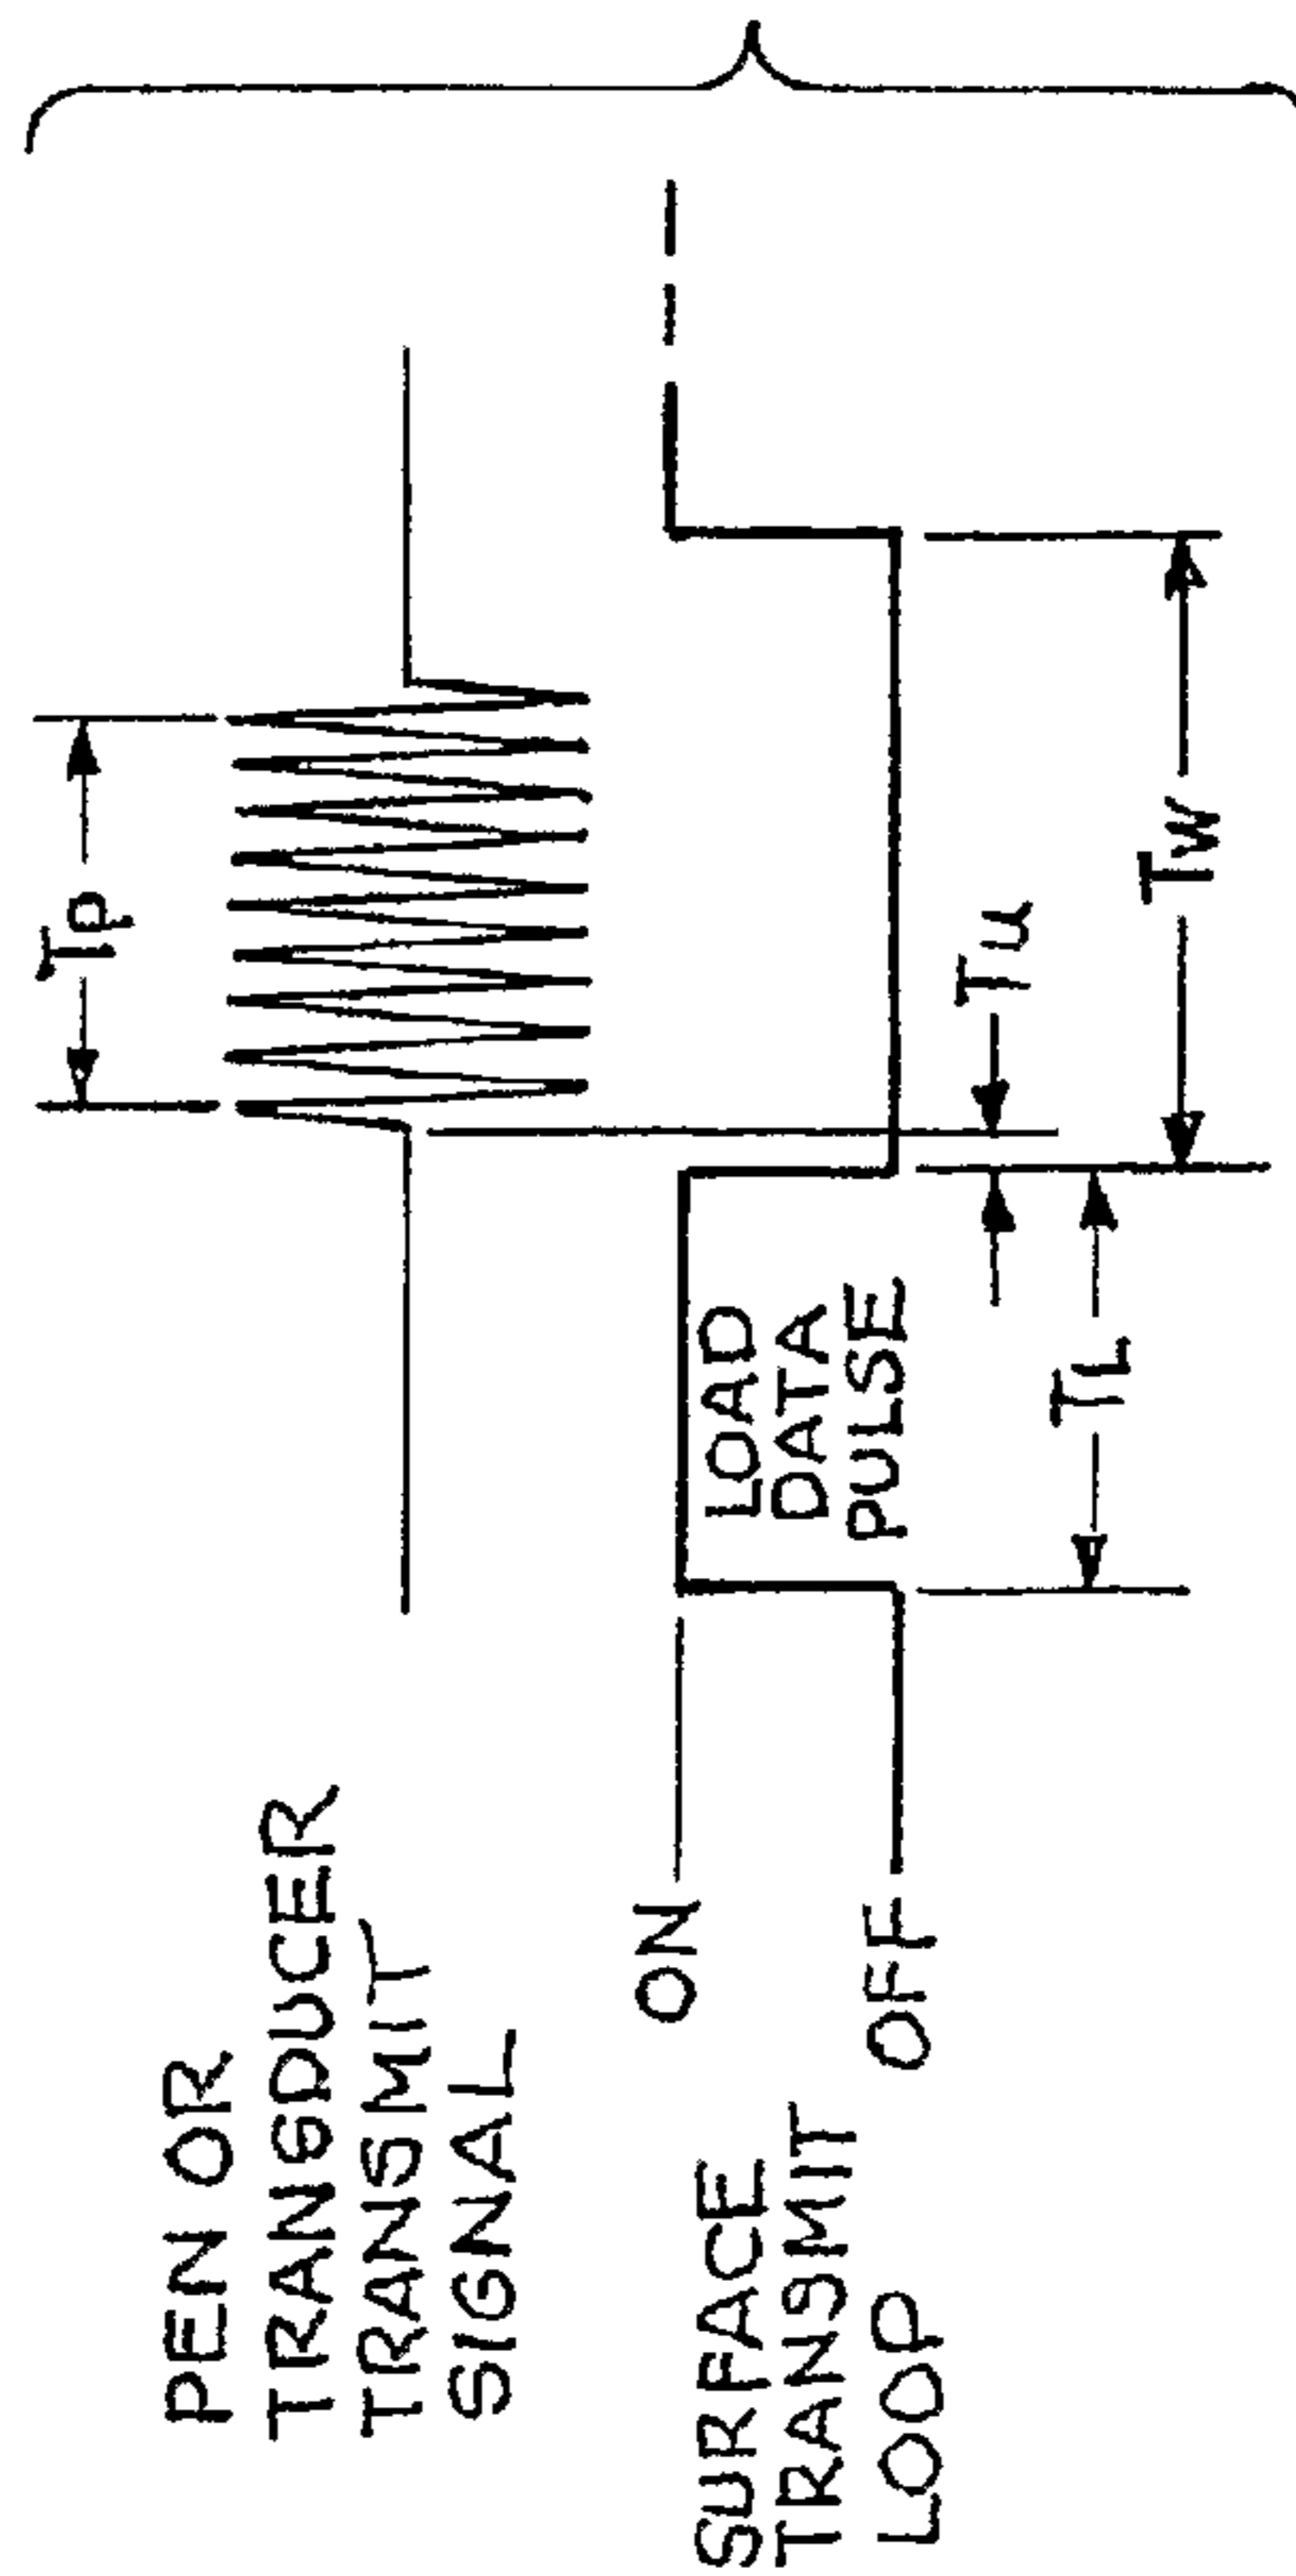 PEN OR
TRANSDUCER
TRANSMIT
SIGNAL
Tp
ON
SURFACE
TRANSMIT
LOOP
OFF
LOAD
DATA
PULSE
Tu
TL
Tw